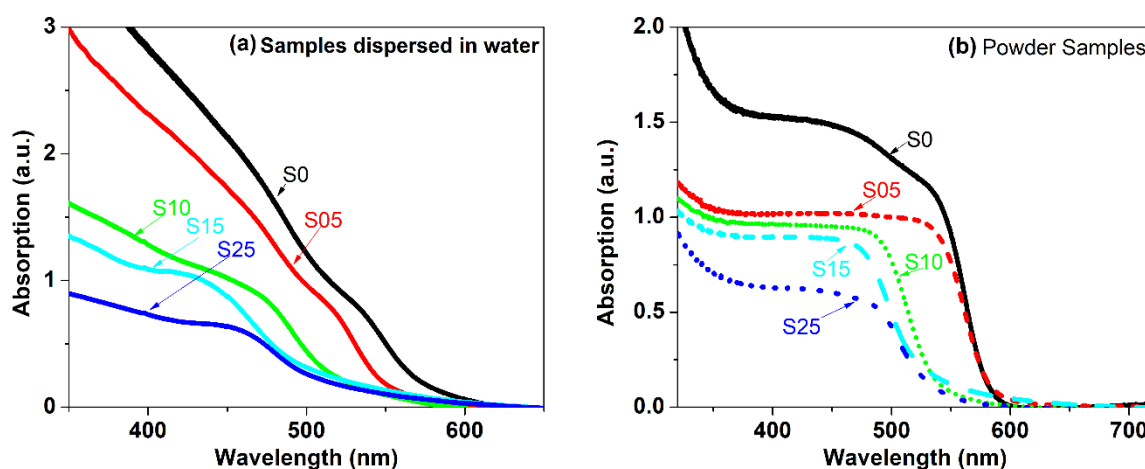 (a) Samples dispersed in water
3
2
1
0
Absorption (a.u.)
S0
S05
S10
S15
S25
400 500 600
Wavelength (nm)
(b) Powder Samples
2.0
1.5
1.0
0.5
0.0
Absorption (a.u.)
S0
S05
S10
S15
S25
400 500 600 700
Wavelength (nm)